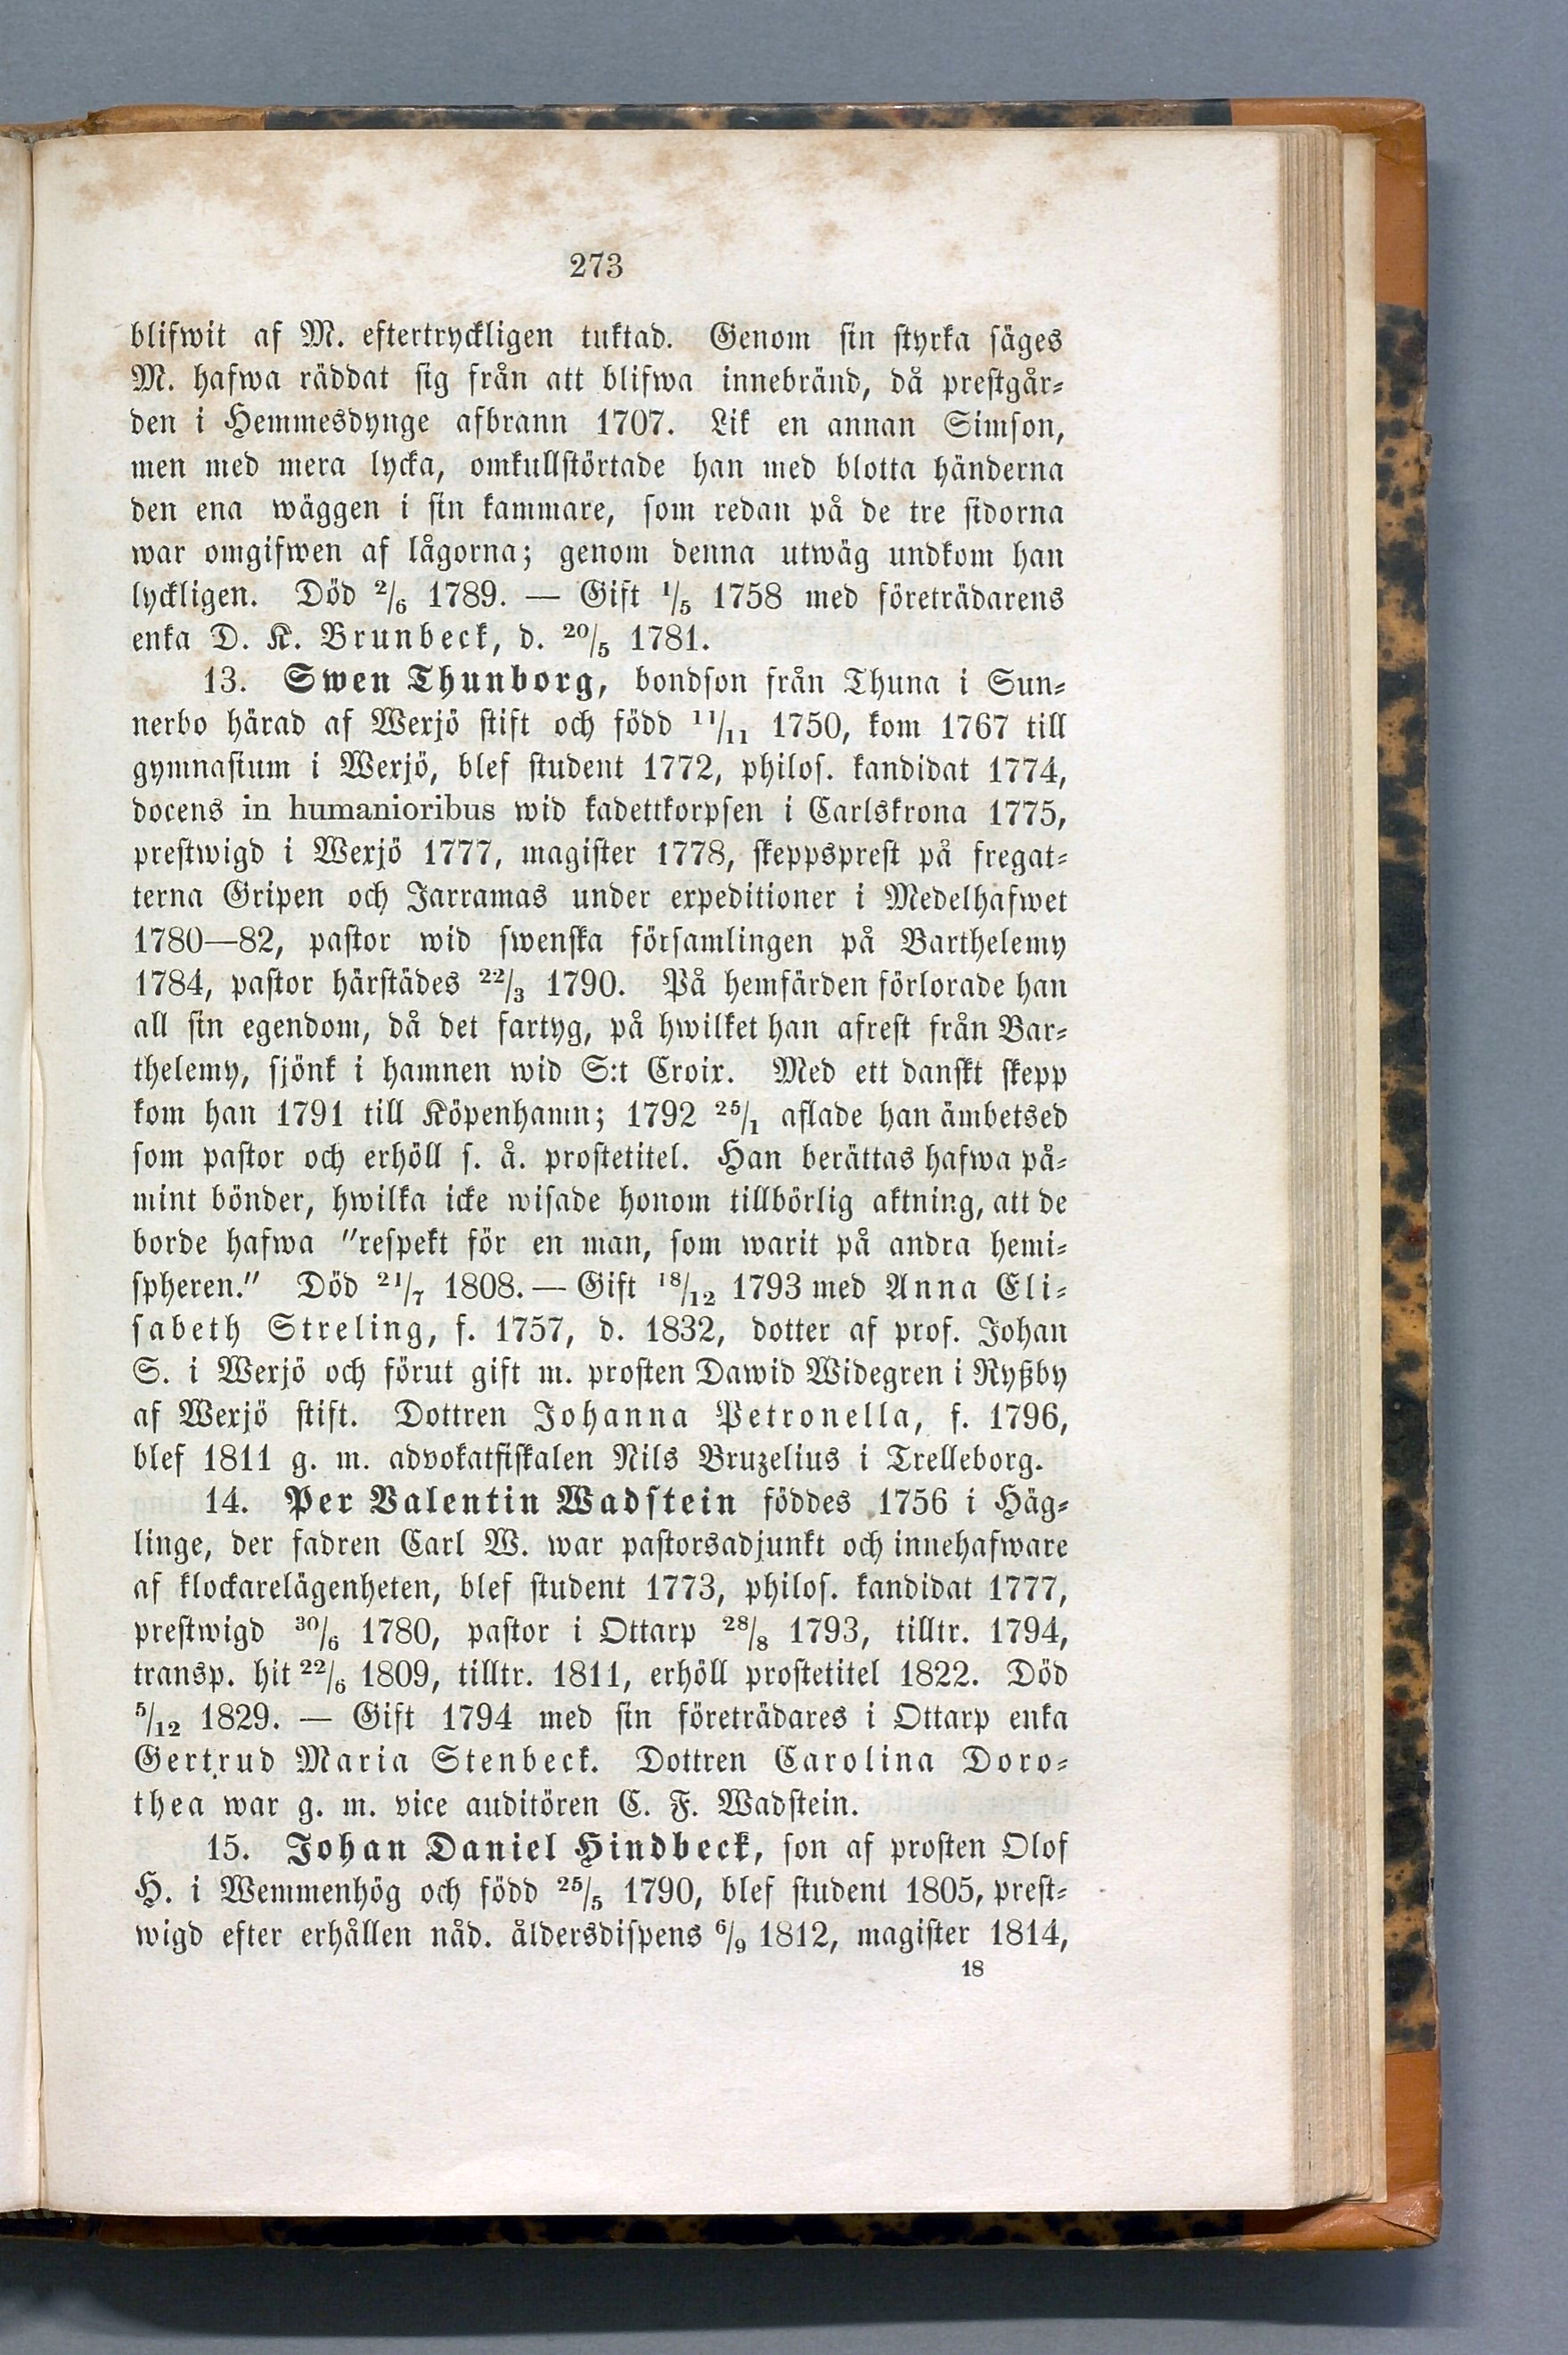 273
blifwit af M. eftertryckligen tuktad. Genom sin styrka säges
M. hafwa räddat sig från att blifwa innebränd, då prestgår-
den i Hemmesdynge afbrann 1707. Lik en annan Simson,
men med mera lycka, omkullstörtade han med blotta händerna
den ena wäggen i sin kammare, som redan på de tre sidorna
war omgifwen af lågorna; genom denna utwäg undkom han
lyckligen. Död 2/6 1789. — Gift 1/5 1758 med företrädarens
enka D. K. Brunbeck, d. 20/5 1781.
13. Swen Thunborg, bondson från Thuna i Sun-
nerbo härad af Wexjö stift och född 11/11 1750, kom 1767 till
gymnasium i Wexjö, blef student 1772, philos. kandidat 1774,
docens in humanioribus wid kadettkorpsen i Carlskrona 1775,
prestwigd i Wexjö 1777, magister 1778, skeppsprest på fregat-
terna Gripen och Jarramas under expeditioner i Medelhafwet
1780—82, pastor wid swenska församlingen på Barthelemy
1784, pastor härstädes 22/3 1790. På hemfärden förlorade han
all sin egendom, då det fartyg, på hwilket han afrest från Bar-
thelemy, sjönk i hamnen wid S:t Croix. Med ett danskt skepp
kom han 1791 till Köpenhamn; 1792 25/1 aflade han ämbetsed
som pastor och erhöll s. å. prostetitel. Han berättas hafwa på-
mint bönder, hwilka icke wisade honom tillbörlig aktning, att de
borde hafwa "respekt för en man, som warit på andra hemi-
spheren." Död 21/7 1808. — Gift 18/12 1793 med Anna Eli-
sabeth Streling, f. 1757, d. 1832, dotter af prof. Johan
S. i Wexjö och förut gift m. prosten Dawid Widegren i Ryßby
af Wexjö stift. Dottren Johanna Petronella, f. 1796,
blef 1811 g. m. advokatfiskalen Nils Bruzelius i Trelleborg.
14. Per Valentin Wadstein föddes 1756 i Häg-
linge, der fadren Carl W. war pastorsadjunkt och innehafware
af klockarelägenheten, blef student 1773, philos. kandidat 1777,
prestwigd 30/6 1780, pastor i Ottarp 28/8 1793, tilltr. 1794,
transp. hit 22/6 1809, tilltr. 1811, erhöll prostetitel 1822. Död
5/12 1829. — Gift 1794 med sin företrädares i Ottarp enka
Gertrud Maria Stenbeck. Dottren Carolina Doro-
thea war g. m. vice auditören C. F. Wadstein.
15. Johan Daniel Hindbeck, son af prosten Olof
H. i Wemmenhög och född 25/5 1790, blef student 1805, prest-
wigd efter erhållen nåd. åldersdispens 6/9 1812, magister 1814,
18